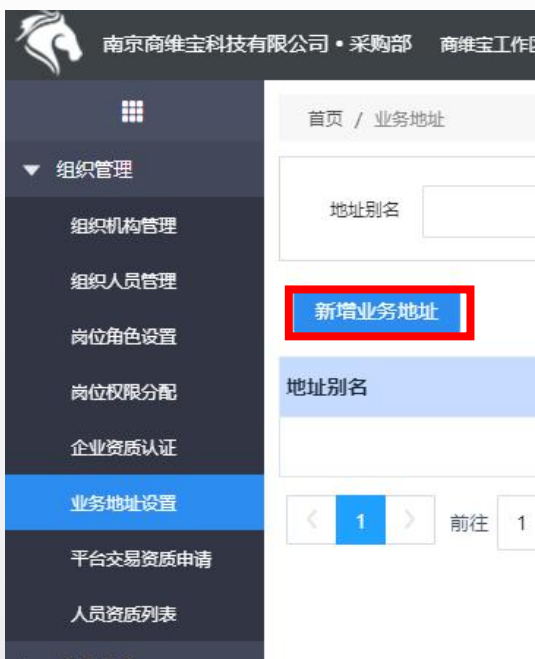 南京商维宝科技有限公司•采购部 商维宝工作
首页 / 业务地址
组织管理
组织机构管理
组织人员管理
岗位角色设置
岗位权限分配
企业资质认证
业务地址设置
平台交易资质申请
人员资质列表
地址别名
新增业务地址
地址别名
< 1 > 前往 1